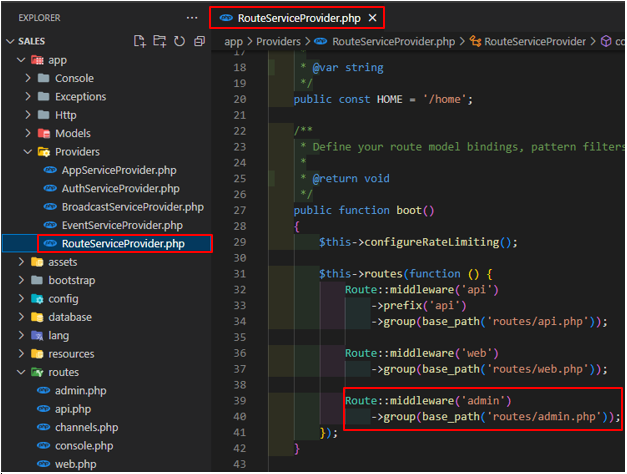 EXPLORER
SALES
app
Console
Exceptions
Http
Models
Providers
AppServiceProvider.php
AuthServiceProvider.php
BroadcastServiceProvider.php
EventServiceProvider.php
RouteServiceProvider.php
assets
bootstrap
config
database
lang
resources
routes
admin.php
api.php
channels.php
console.php
web.php
RouteServiceProvider.php
app > Providers > RouteServiceProvider.php > RouteServiceProvider > co
17 *
18 * @var string
19 */
20 public const HOME = '/home';
21
22 /**
23 * Define your route model bindings, pattern filters
24 *
25 * @return void
26 */
27 public function boot()
28 {
29 $this->configureRateLimiting();
30
31 $this->routes(function () {
32 Route::middleware('api')
33 ->prefix('api')
34 ->group(base_path('routes/api.php'));
35
36 Route::middleware('web')
37 ->group(base_path('routes/web.php'));
38
39 Route::middleware('admin')
40 ->group(base_path('routes/admin.php'));
41 });
42 }
43